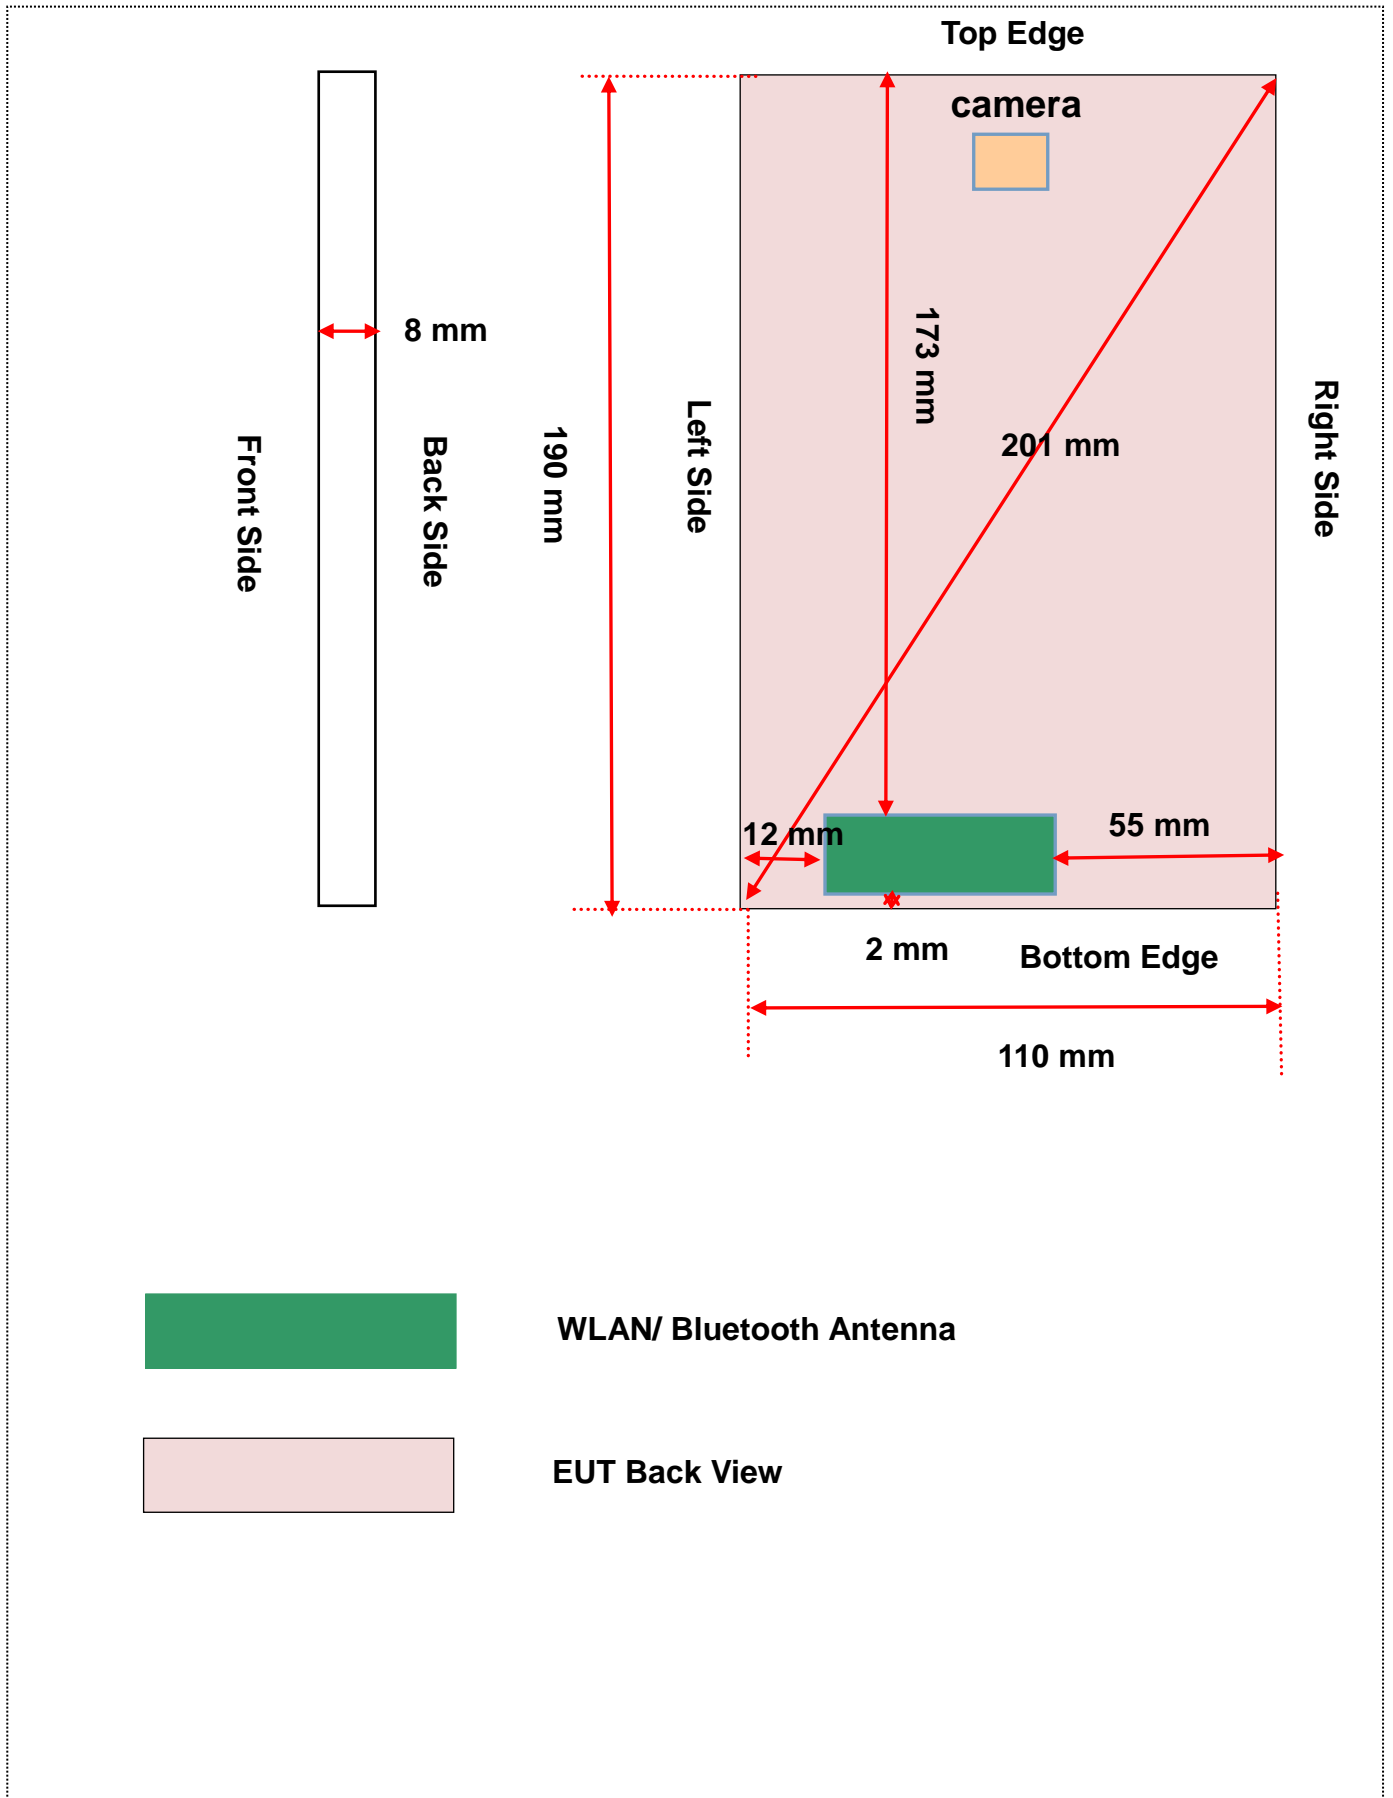 Top Edge
camera
8 mm
173 mm
Left Side
Right Side
201 mm
190 mm
Front Side
Back Side
12 mm
55 mm
2 mm
Bottom Edge
110 mm
WLAN/ Bluetooth Antenna
EUT Back View